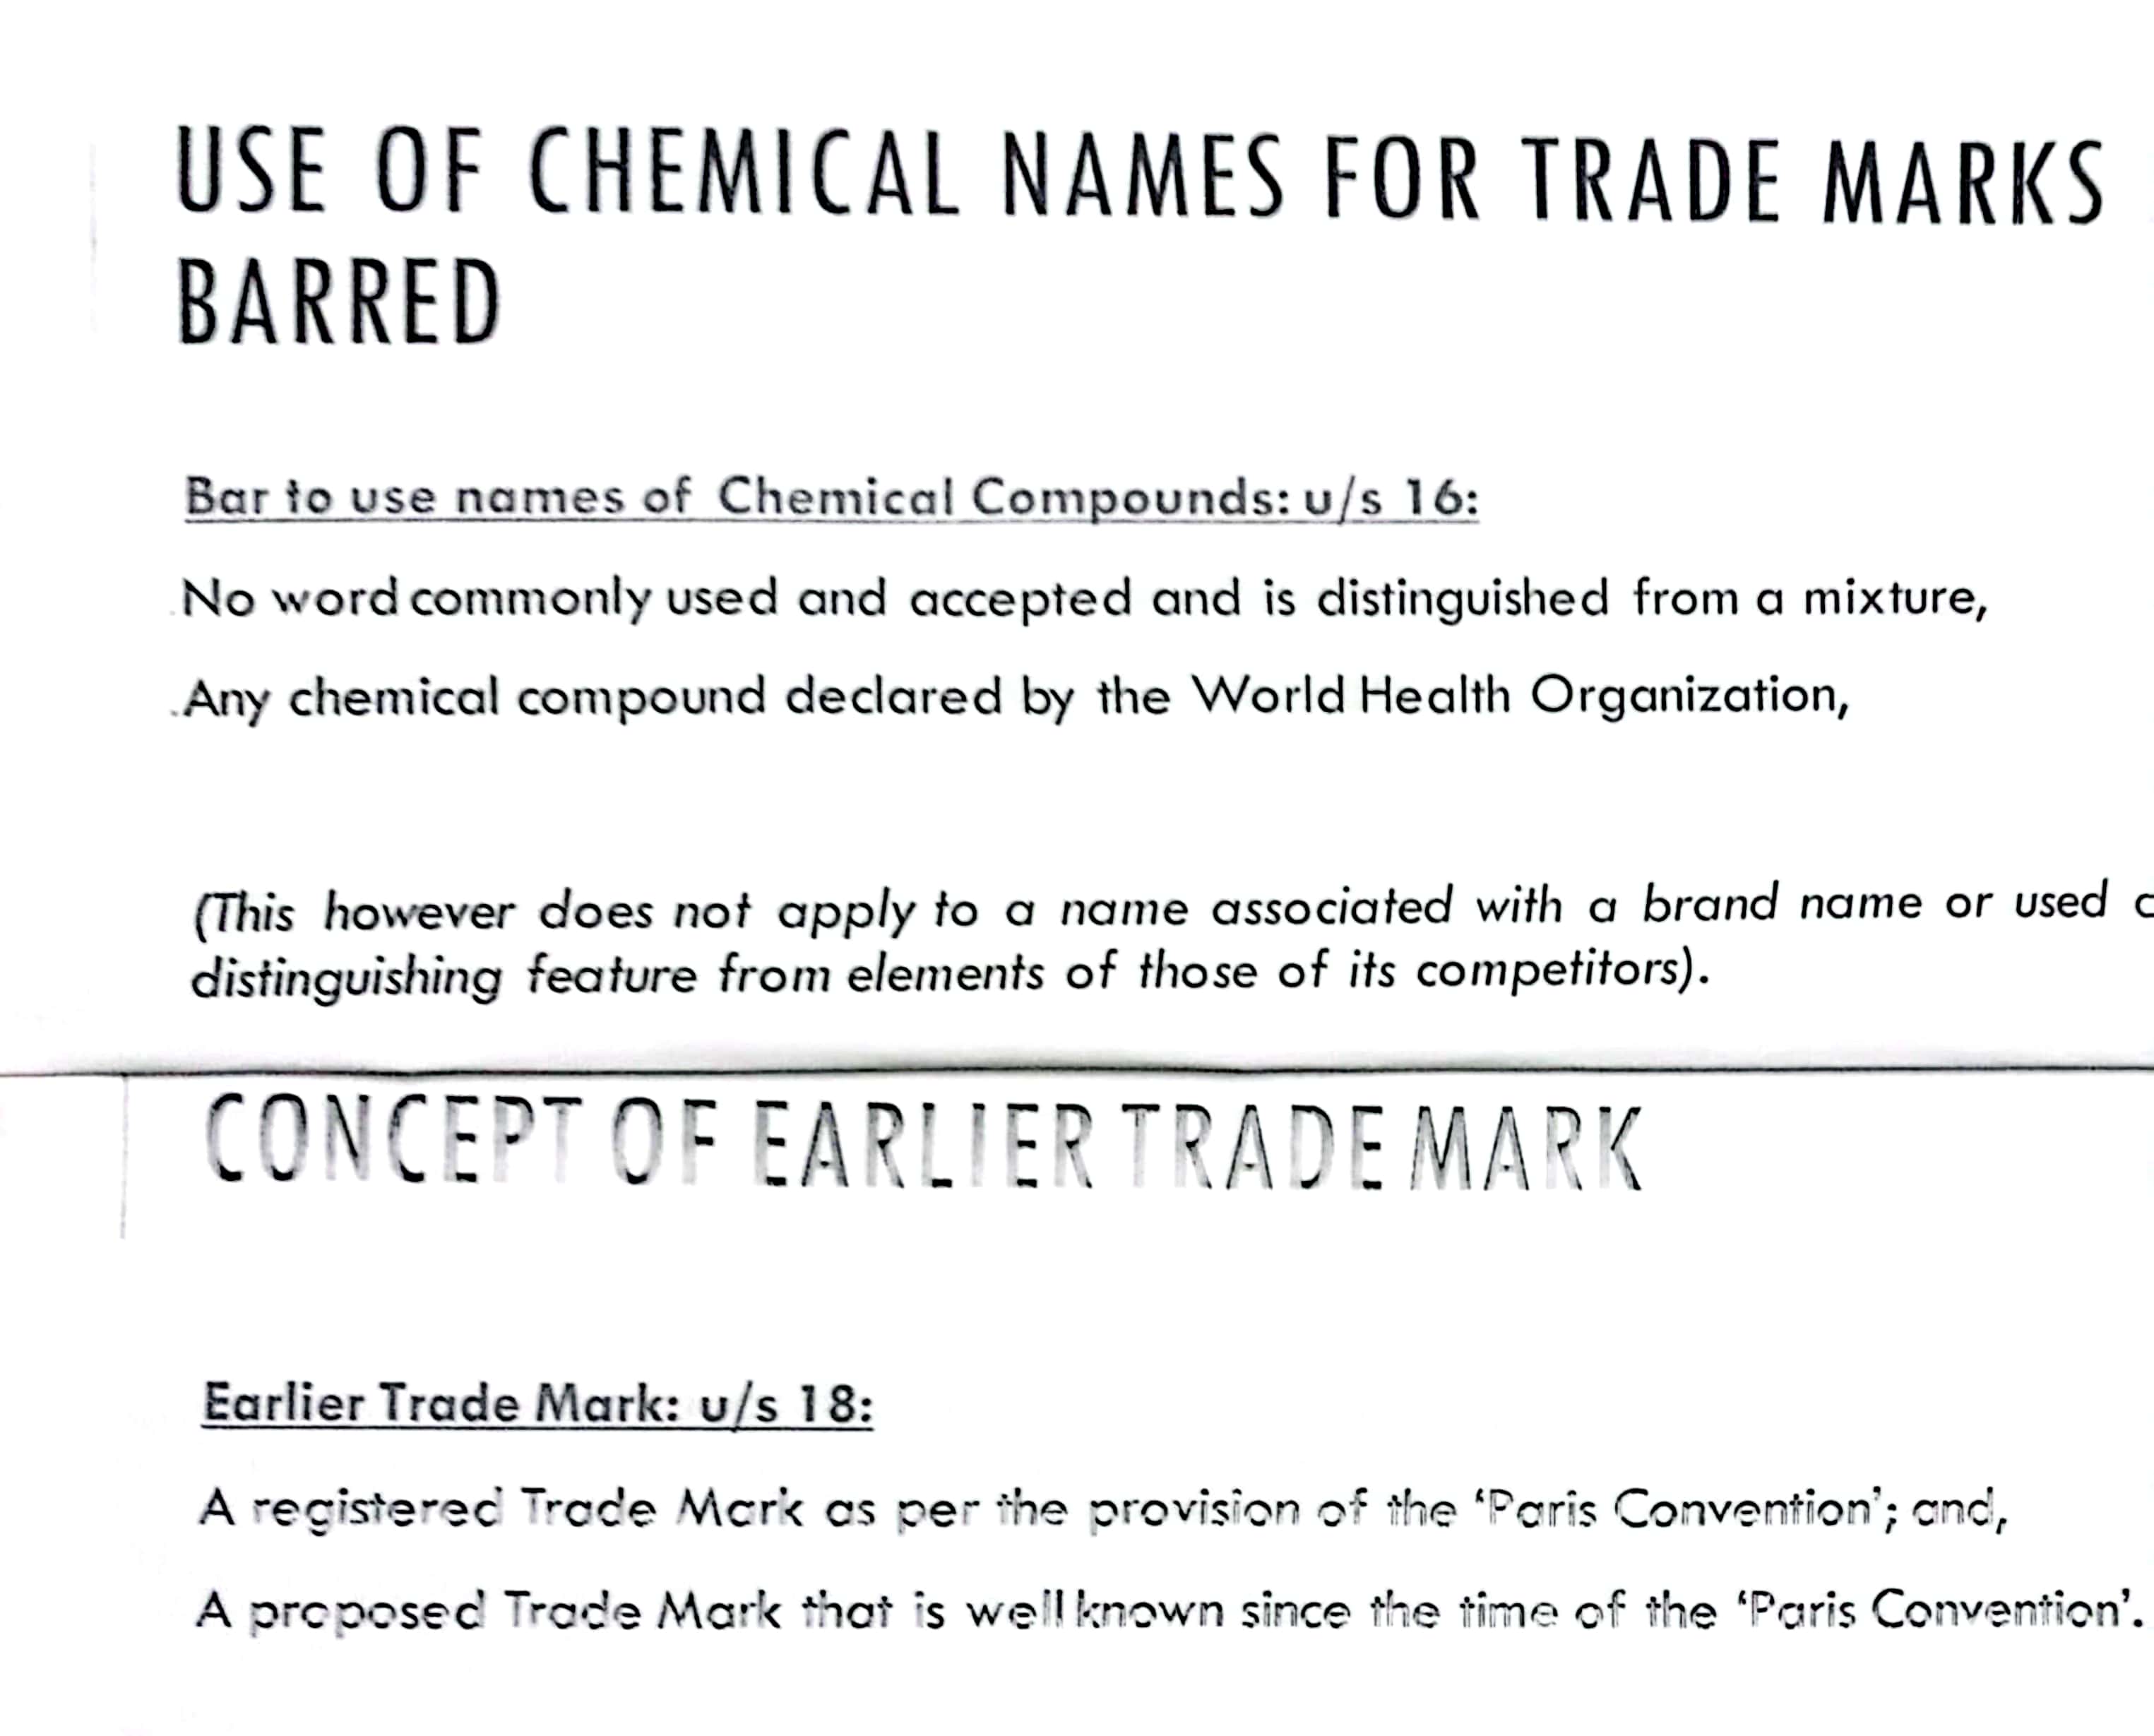 USE OF CHEMICAL NAMES FOR TRADE MARKS
BARRED
Bar to use names of Chemical Compounds: u/s 16:
No word commonly used and accepted and is distinguished from a mixture,
Any chemical compound declared by the World Health Organization,
(This however does not apply to a name associated with a brand name or used
distinguishing feature from elements of those of its competitors).
CONCEPT OF EARLIER TRADE MARK
Earlier Trade Mark: u/s 18:
A registered Trade Mark as per the provision of the ‘Paris Convention’; and,
A proposed Trade Mark that is well known since the time of the ‘Paris Convention’.